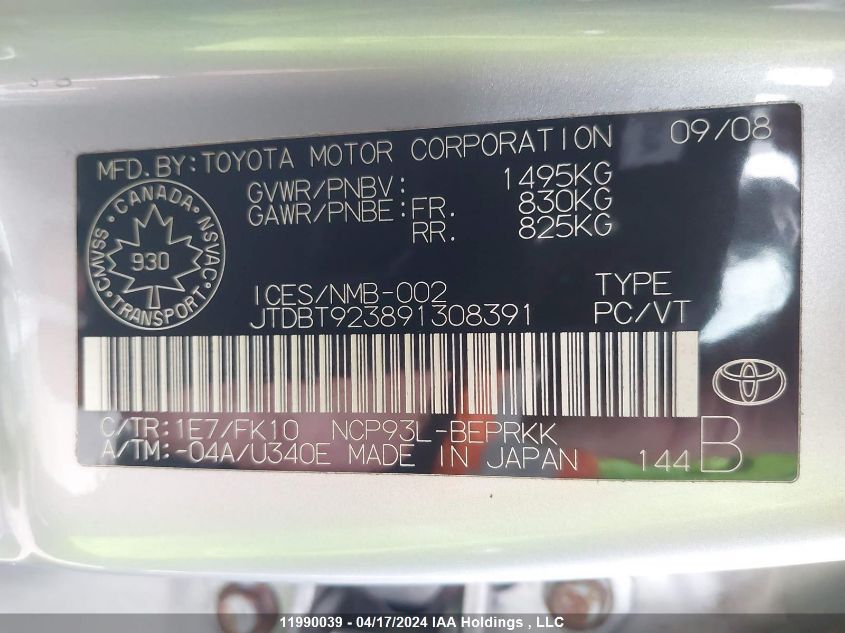 MFD.BY:TOYOTA MOTOR CORPORATION 09/08
GVWR/PNBV: 1495KG
GAWR/PNBE:FR. 830KG
RR. 825KG
CANADA
CMVSS NSVAC
930
TRANSPORT
ICES/NMB-002 TYPE
JTDBT923891308391 PC/VT
C/TR:1E7/FK10 NCP93L-BEPRKK
A/TM:-04A/U340E MADE IN JAPAN 144 B
11990039 - 04/17/2024 IAA Holdings , LLC